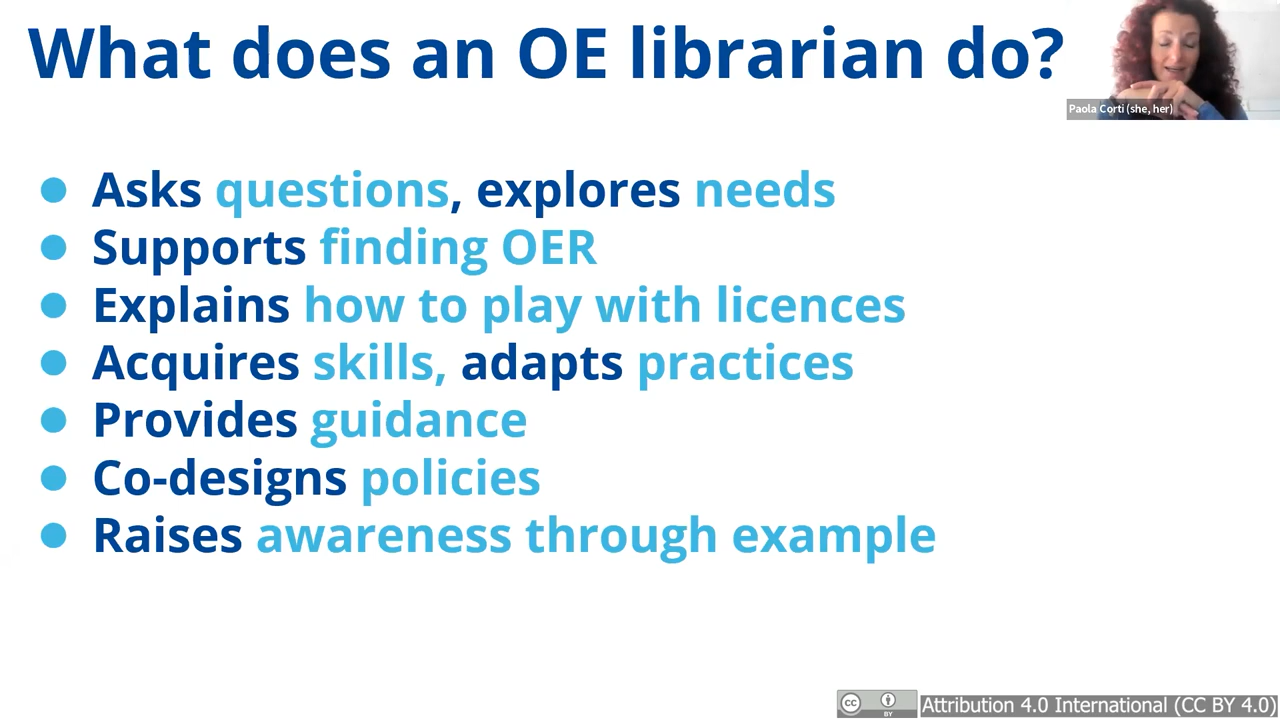 What does an OE librarian do?
Paola Corti (she, her)
Asks questions, explores needs
Supports finding OER
Explains how to play with licences
Acquires skills, adapts practices
Provides guidance
Co-designs policies
Raises awareness through example
cc BY Attribution 4.0 International (CC BY 4.0)